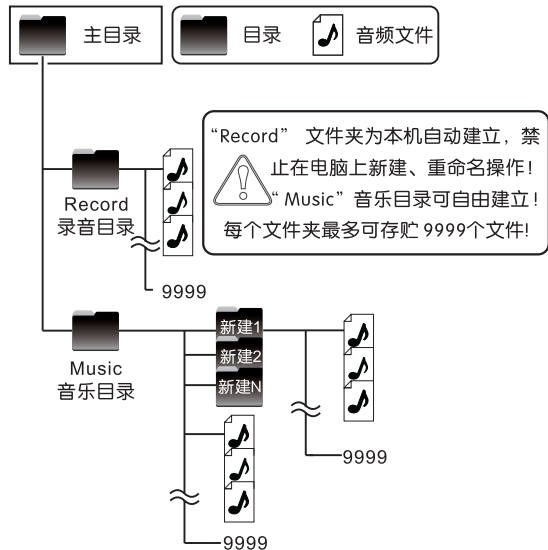 主目录
目录
音频文件
“Record” 文件夹为本机自动建立，禁
止在电脑上新建、重命名操作！
“Music”音乐目录可自由建立！
每个文件夹最多可存贮 9999个文件!
Record
录音目录
9999
Music
音乐目录
新建1
新建2
新建N
9999
9999